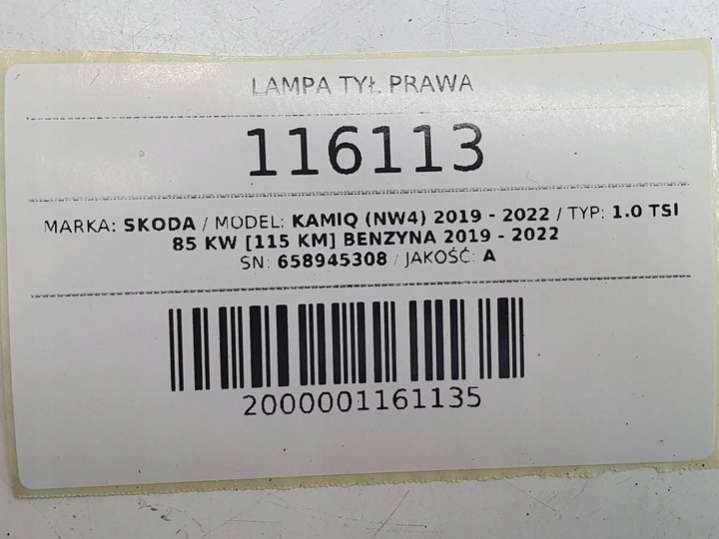 LAMPA TYŁ PRAWA
116113
MARKA: SKODA / MODEL: KAMIQ (NW4) 2019 - 2022 / TYP: 1.0 TSI
85 KW [115 KM] BENZYNA 2019 - 2022
SN: 658945308 / JAKOŚĆ: A
2000001161135